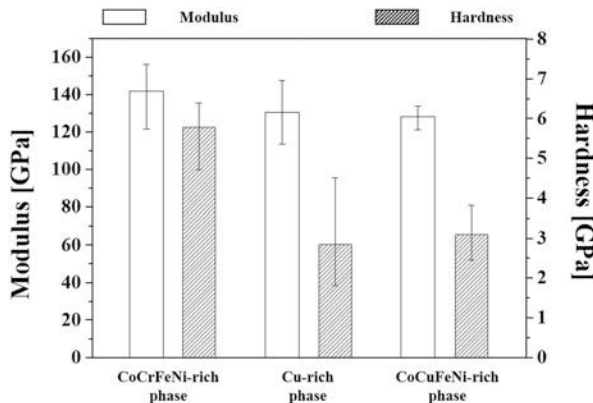 Modulus
Hardness
Modulus [GPa]
160
140
120
100
80
60
40
20
0
8
7
6
5
4
3
2
1
0
Hardness [GPa]
CoCrFeNi-rich
phase
Cu-rich
phase
CoCuFeNi-rich
phase